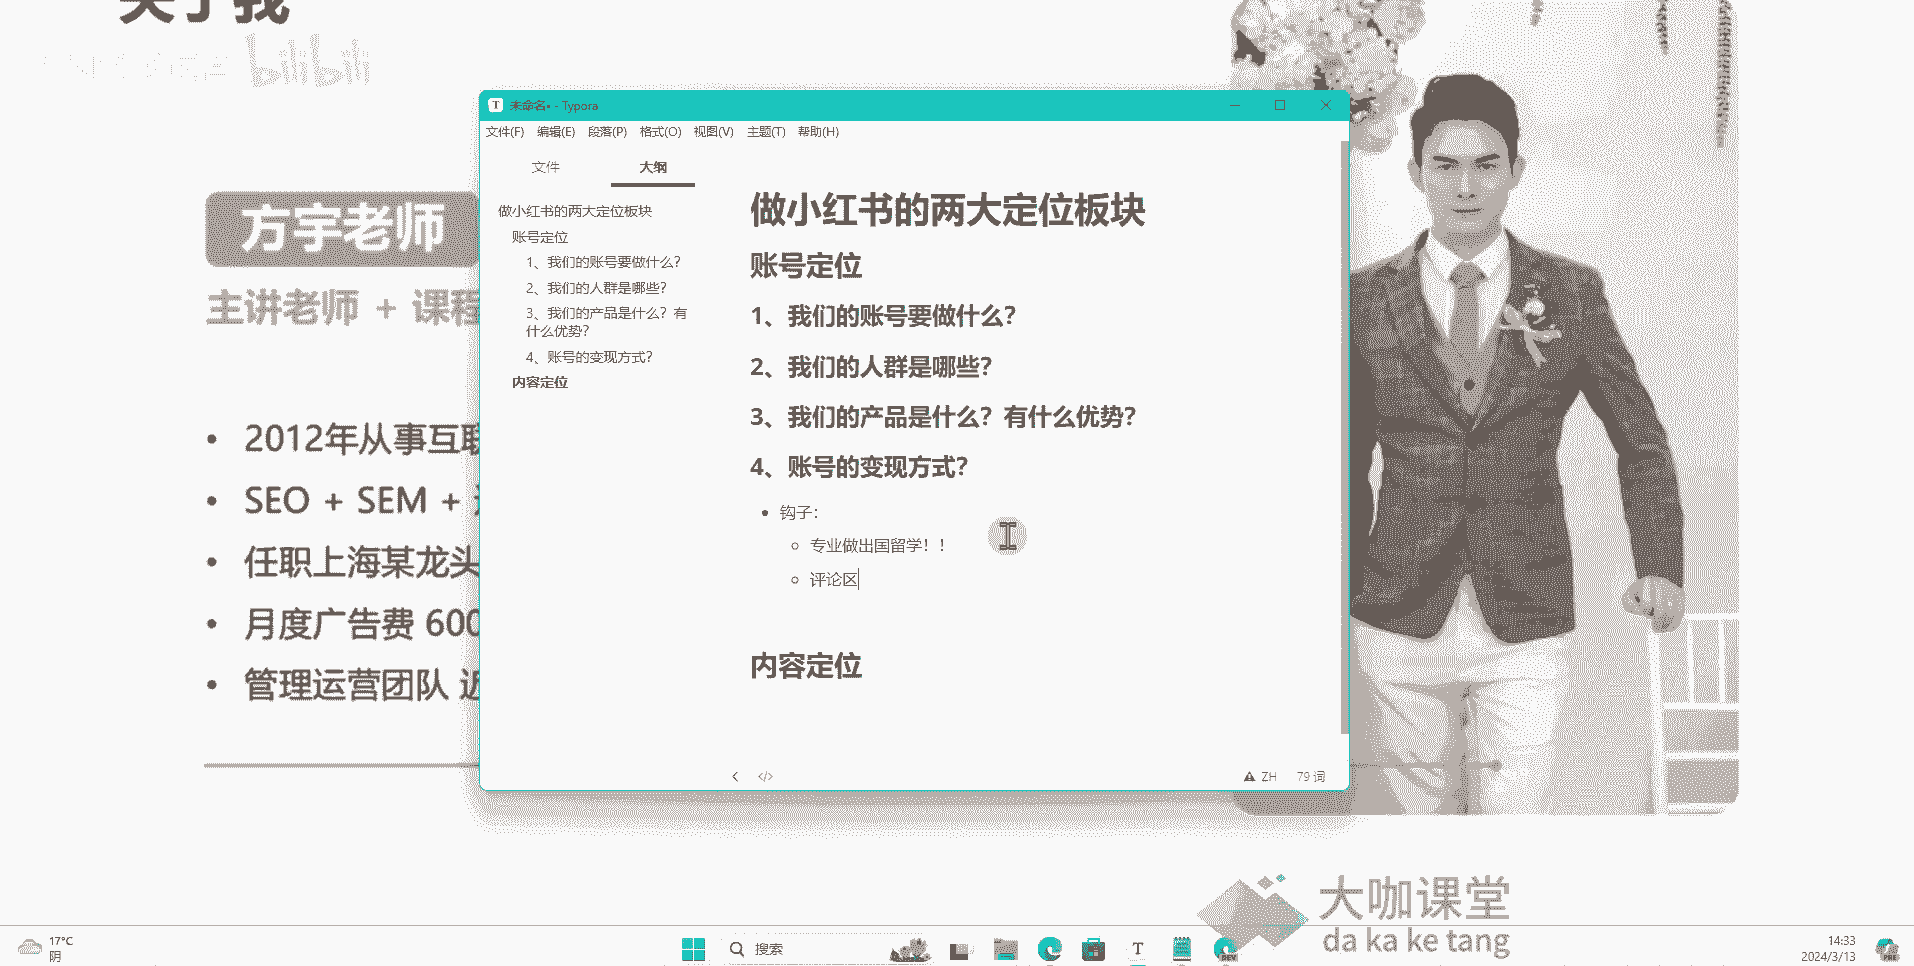 关于我
bilibili
方宇老师
主讲老师 + 课程
2012年从事互联
SEO + SEM +
任职上海某龙头
月度广告费 600
管理运营团队 近
未命名• - Typora
文件(F) 编辑(E) 段落(P) 格式(O) 视图(V) 主题(T) 帮助(H)
文件 大纲
做小红书的两大定位板块
账号定位
1、我们的账号要做什么？
2、我们的人群是哪些？
3、我们的产品是什么？有
什么优势？
4、账号的变现方式？
内容定位
做小红书的两大定位板块
账号定位
1、我们的账号要做什么？
2、我们的人群是哪些？
3、我们的产品是什么？有什么优势？
4、账号的变现方式？
钩子：
专业做出国留学！！
评论区
内容定位
ZH 79 词
大咖课堂
da ka ke tang
17°C
阴
搜索
T
DEV
14:33
2024/3/13
PRE